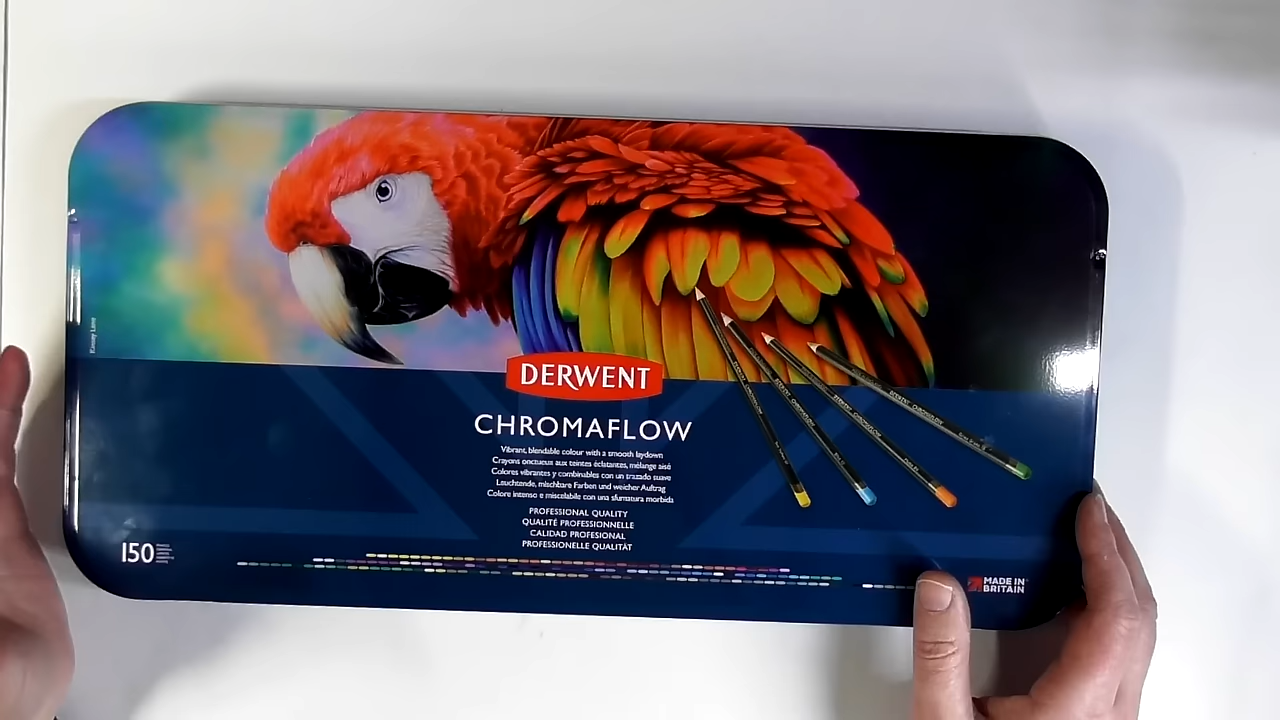 DERWENT
CHROMAFLOW
Vibrant, blendable colour with a smooth laydown
Crayons onctueux aux teintes éclatantes, mélange aisé
Colores vibrantes y combinables con un trazado suave
Leuchtende, mischbare Farben und weicher Auftrag
Colore intenso e miscelabile con una sfumatura morbida
PROFESSIONAL QUALITY
QUALITÉ PROFESSIONNELLE
CALIDAD PROFESIONAL
PROFESSIONELLE QUALITÄT
150
MADE IN
BRITAIN